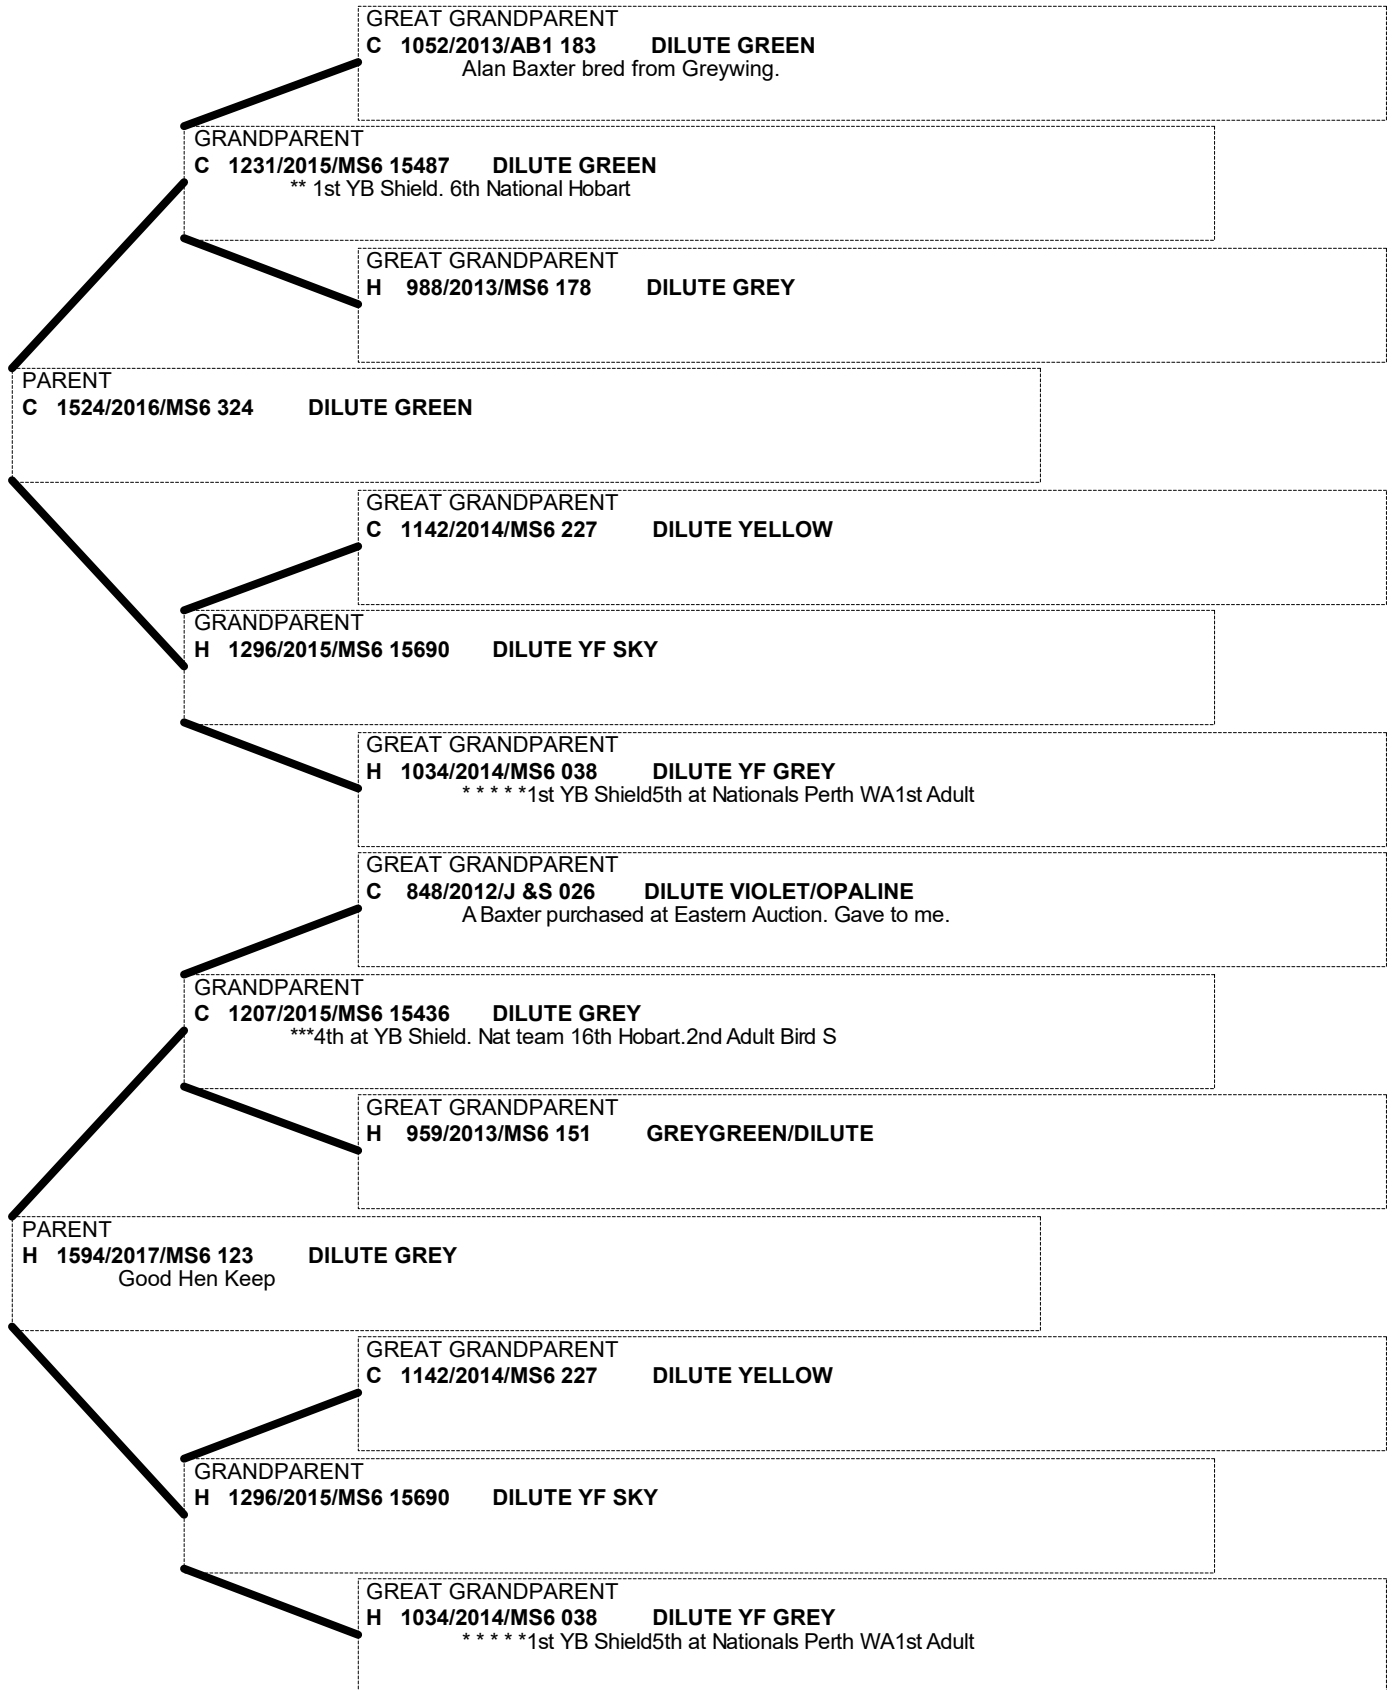 GREAT GRANDPARENT
C 1052/2013/AB1 183 DILUTE GREEN
Alan Baxter bred from Greywing.
GRANDPARENT
C 1231/2015/MS6 15487 DILUTE GREEN
** 1st YB Shield. 6th National Hobart
GREAT GRANDPARENT
H 988/2013/MS6 178 DILUTE GREY
PARENT
C 1524/2016/MS6 324 DILUTE GREEN
GREAT GRANDPARENT
C 1142/2014/MS6 227 DILUTE YELLOW
GRANDPARENT
H 1296/2015/MS6 15690 DILUTE YF SKY
GREAT GRANDPARENT
H 1034/2014/MS6 038 DILUTE YF GREY
* * * * *1st YB Shield5th at Nationals Perth WA1st Adult
GREAT GRANDPARENT
C 848/2012/J &S 026 DILUTE VIOLET/OPALINE
A Baxter purchased at Eastern Auction. Gave to me.
GRANDPARENT
C 1207/2015/MS6 15436 DILUTE GREY
***4th at YB Shield. Nat team 16th Hobart.2nd Adult Bird S
GREAT GRANDPARENT
H 959/2013/MS6 151 GREYGREEN/DILUTE
PARENT
H 1594/2017/MS6 123 DILUTE GREY
Good Hen Keep
GREAT GRANDPARENT
C 1142/2014/MS6 227 DILUTE YELLOW
GRANDPARENT
H 1296/2015/MS6 15690 DILUTE YF SKY
GREAT GRANDPARENT
H 1034/2014/MS6 038 DILUTE YF GREY
* * * * *1st YB Shield5th at Nationals Perth WA1st Adult